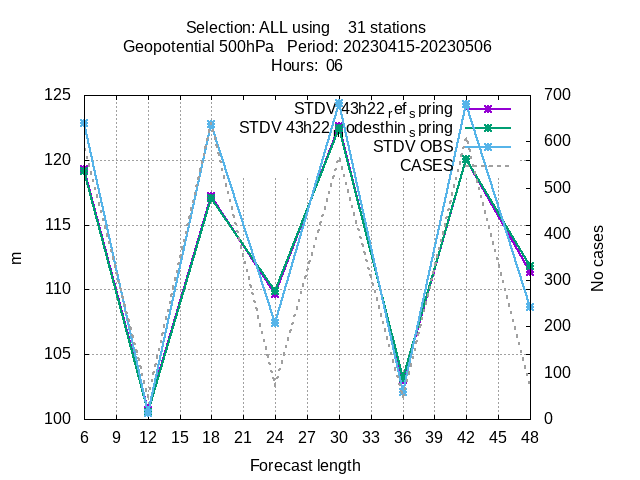 Selection: ALL using 31 stations
Geopotential 500hPa Period: 20230415-20230506
Hours: 06
STDV 43h22_ref_spring
STDV 43h22 odesthin_spring
STDV OBS
CASES
125
120
115
110
105
100
m
700
600
500
400
300
200
100
0
No cases
6 9 12 15 18 21 24 27 30 33 36 39 42 45 48
Forecast length